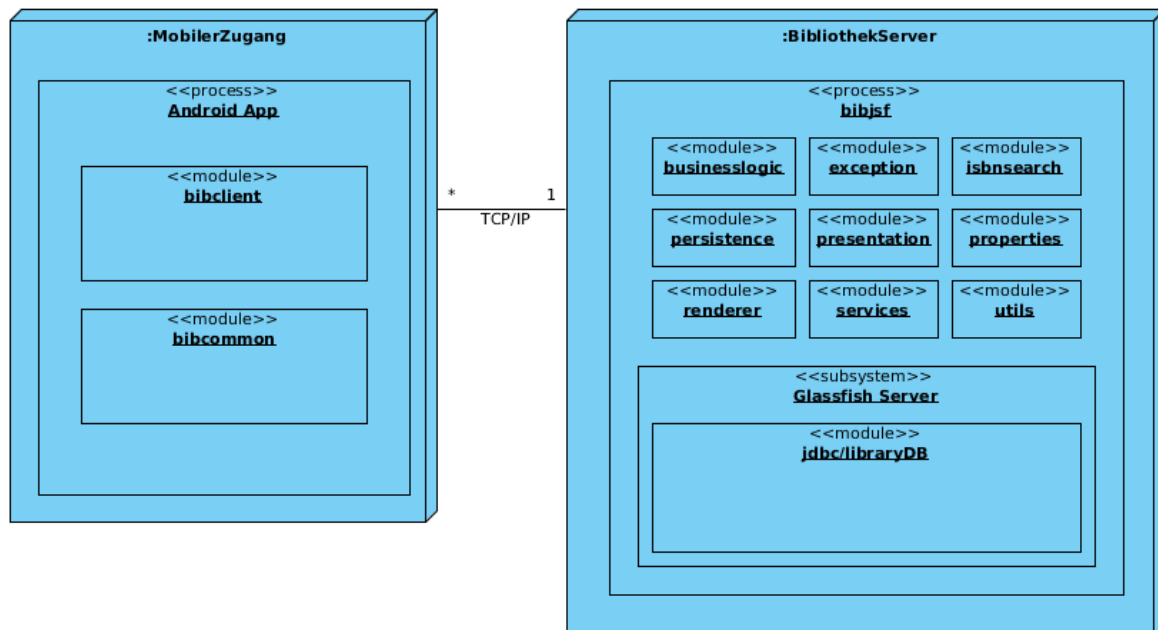 :MobilerZugang
<<process>>
Android App
<<module>>
bibclient
<<module>>
bibcommon
* 1
TCP/IP
:BibliothekServer
<<process>>
bibjsf
<<module>> <<module>> <<module>>
businesslogic exception isbnsearch
<<module>> <<module>> <<module>>
persistence presentation properties
<<module>> <<module>> <<module>>
renderer services utils
<<subsystem>>
Glassfish Server
<<module>>
jdbc/libraryDB